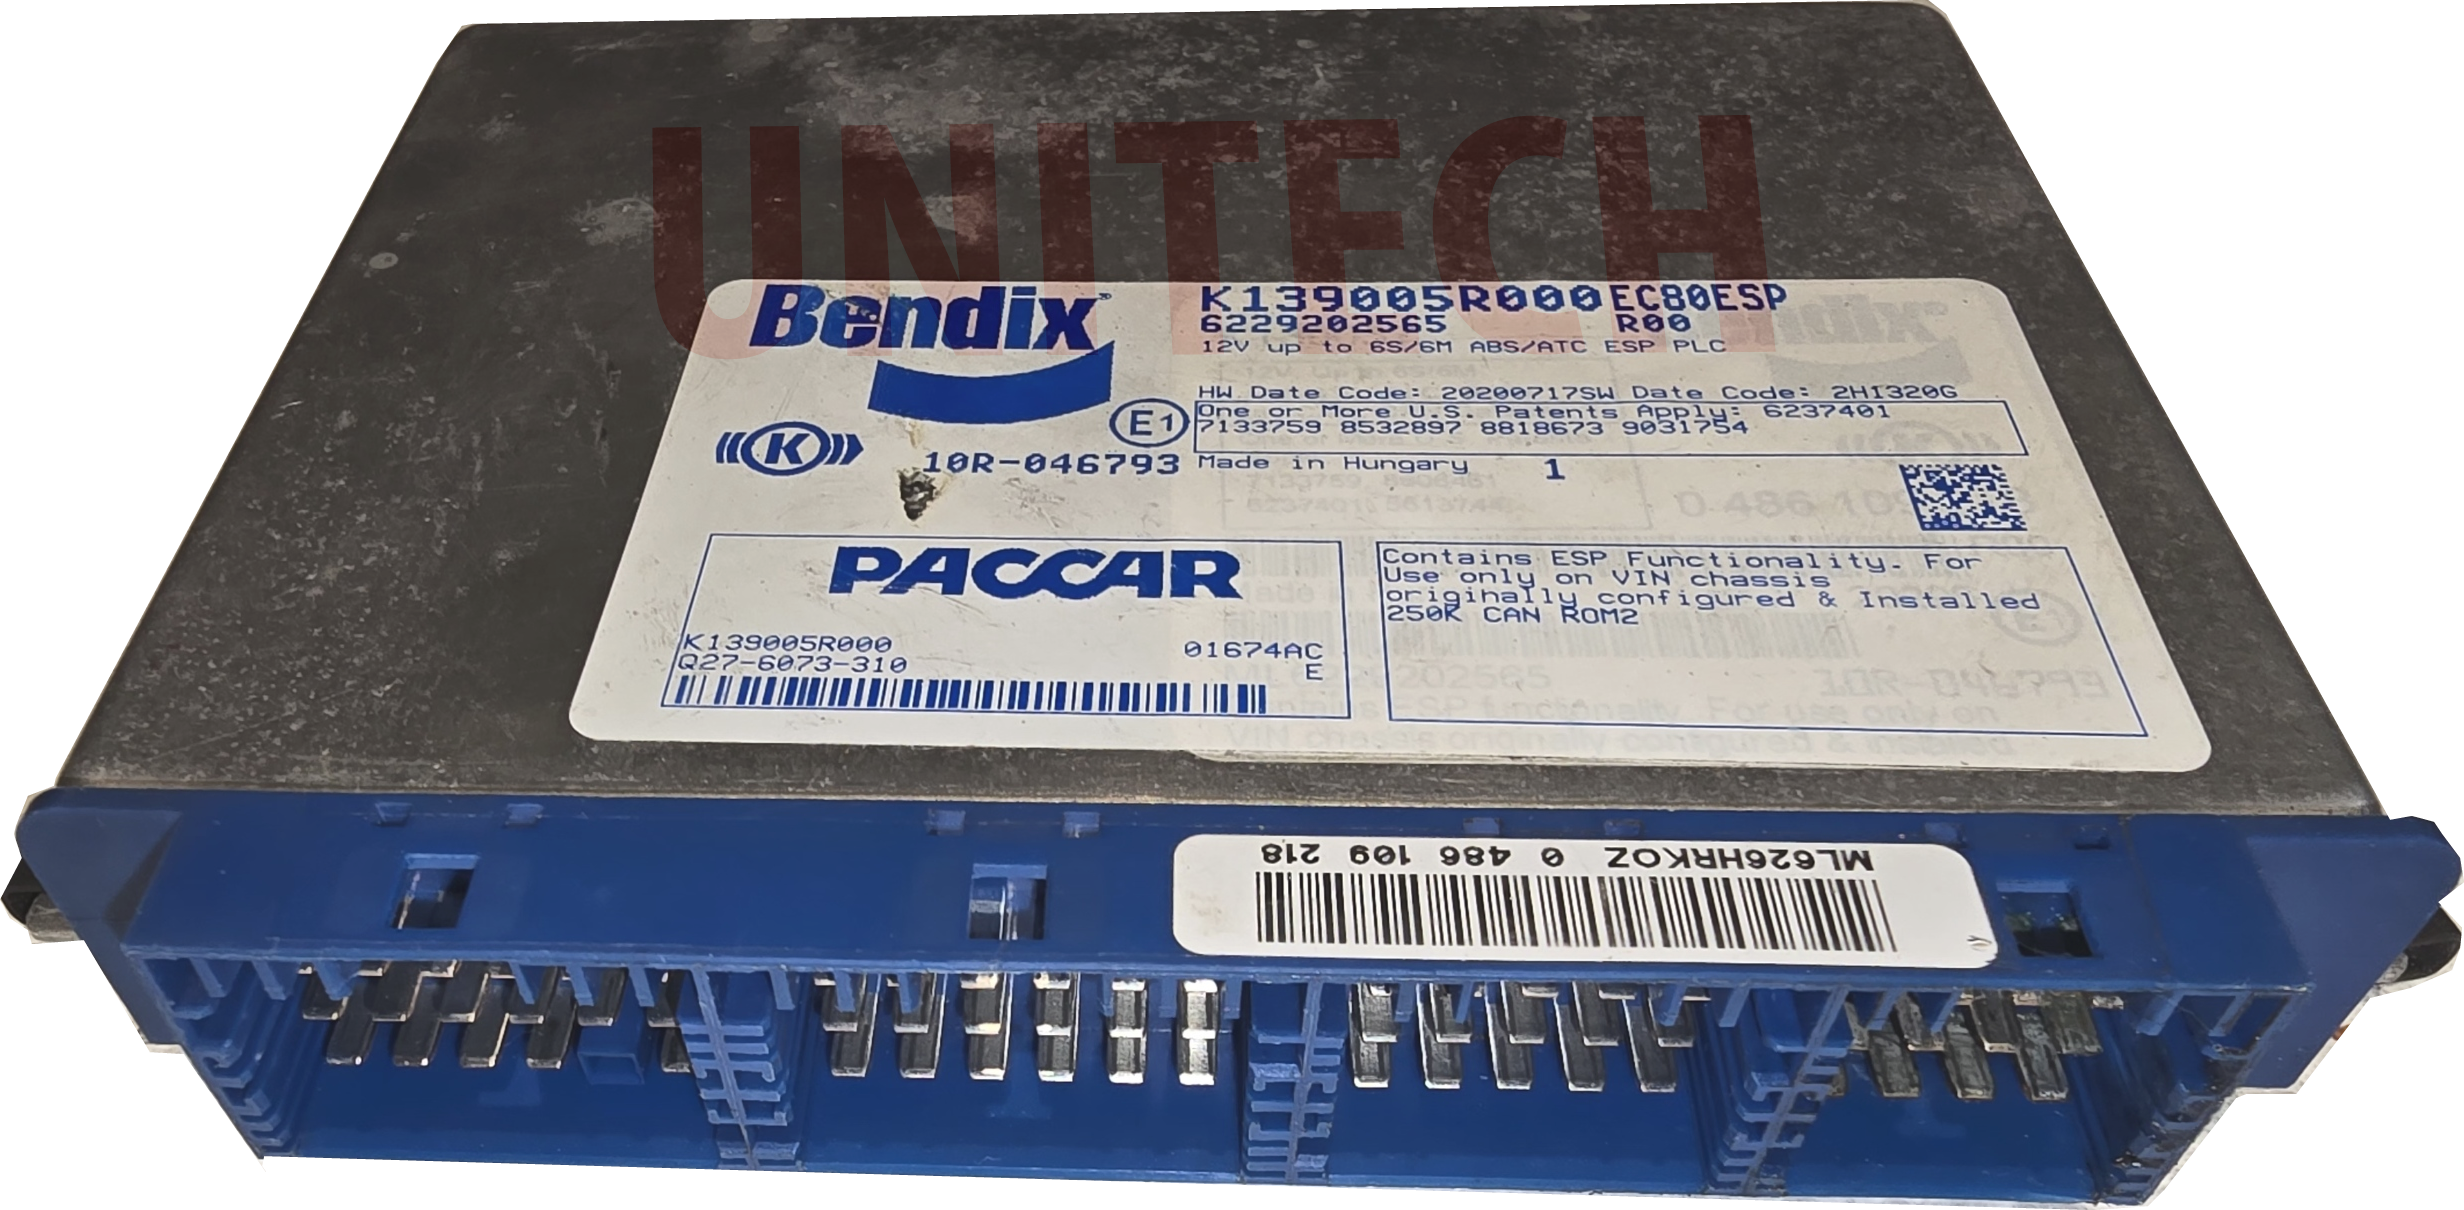 UNITECH
Bendix®
K139005R000 EC80ESP
6229202565 R00
12V up to 6S/6M ABS/ATC ESP PLC
HW Date Code: 20200717SW Date Code: 2HI320G
One or More U.S. Patents Apply: 6237401
7133759 8532897 8818673 9031754
E1
K
10R-046793
Made in Hungary 1
PACCAR
K139005R000 01674AC
Q27-6073-310 E
Contains ESP Functionality. For
Use only on VIN chassis
originally configured & Installed
250K CAN ROM2
ML626HRKOZ 0 486 109 218